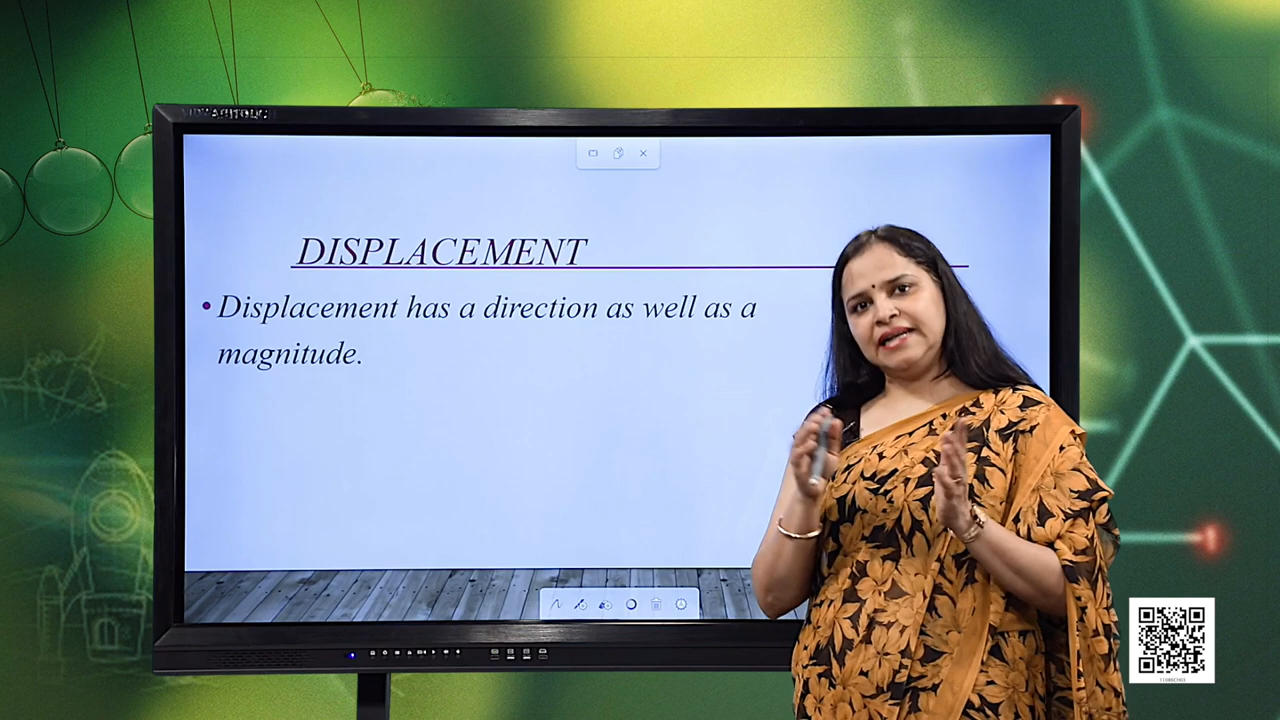 DISPLACEMENT
• Displacement has a direction as well as a
magnitude.